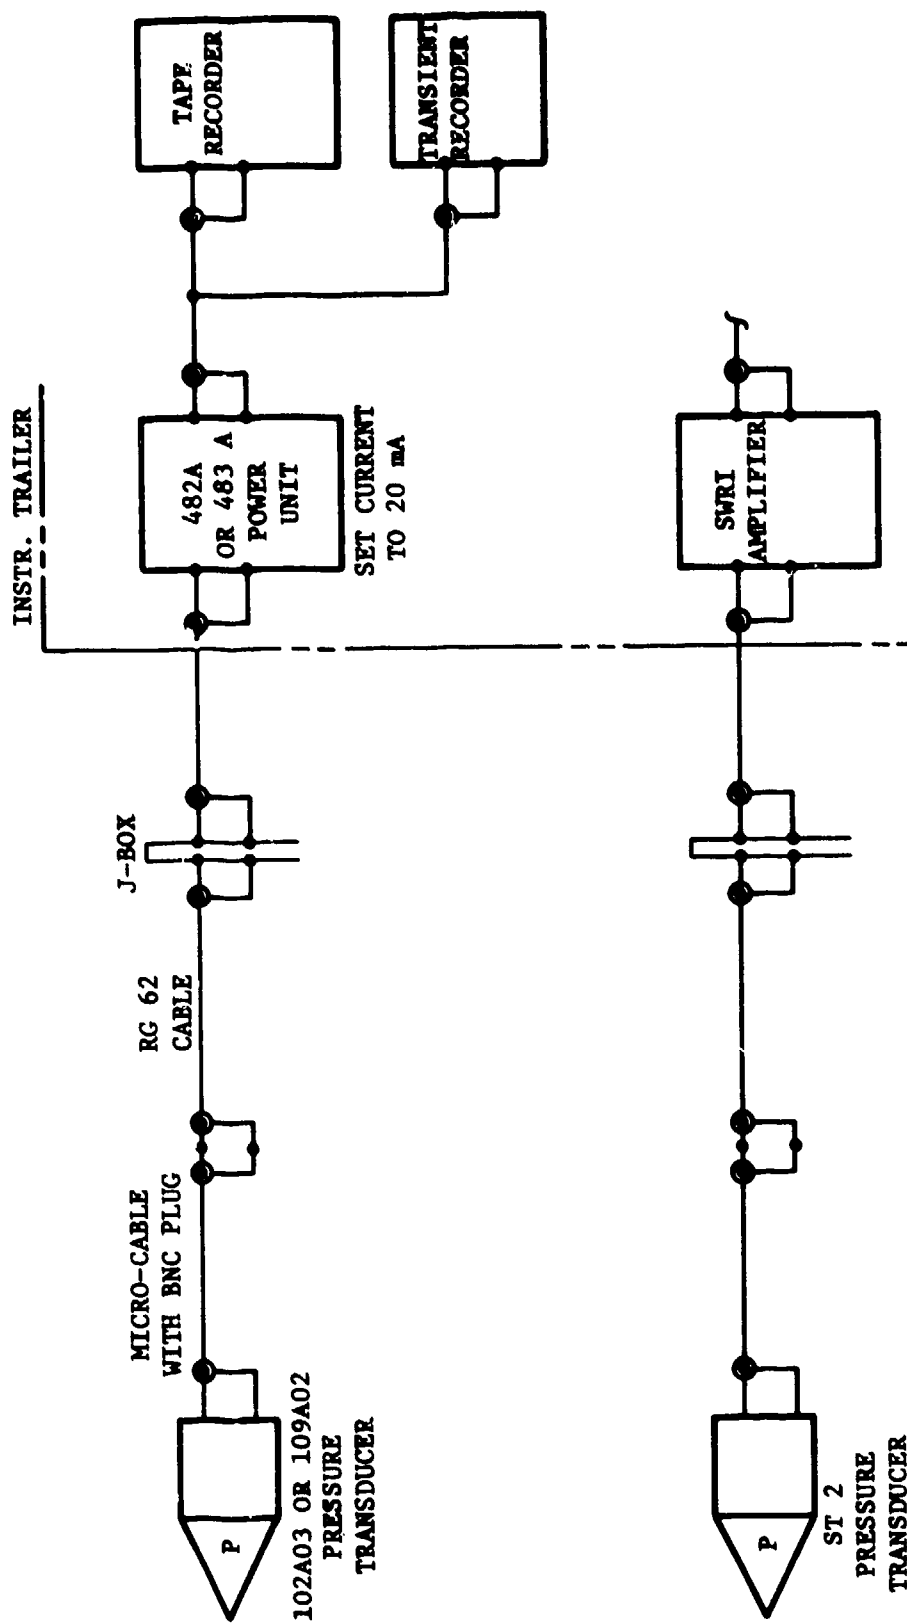 INSTR. TRAILER
TAPE
RECORDER
TRANSIENT
RECORDER
482A
OR 483 A
POWER
UNIT
SET CURRENT
TO 20 mA
J-BOX
RG 62
CABLE
MICRO-CABLE
WITH BNC PLUG
P
102A03 OR 109A02
PRESSURE
TRANSDUCER
SWRI
AMPLIFIER
P
ST 2
PRESSURE
TRANSDUCER